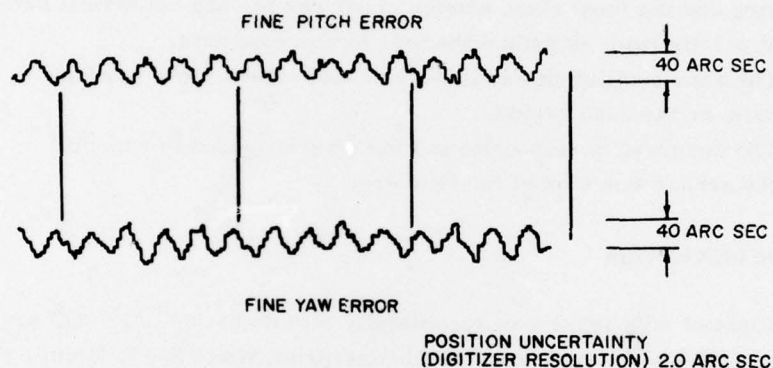 FINE PITCH ERROR
40 ARC SEC
40 ARC SEC
FINE YAW ERROR
POSITION UNCERTAINTY
(DIGITIZER RESOLUTION) 2.0 ARC SEC